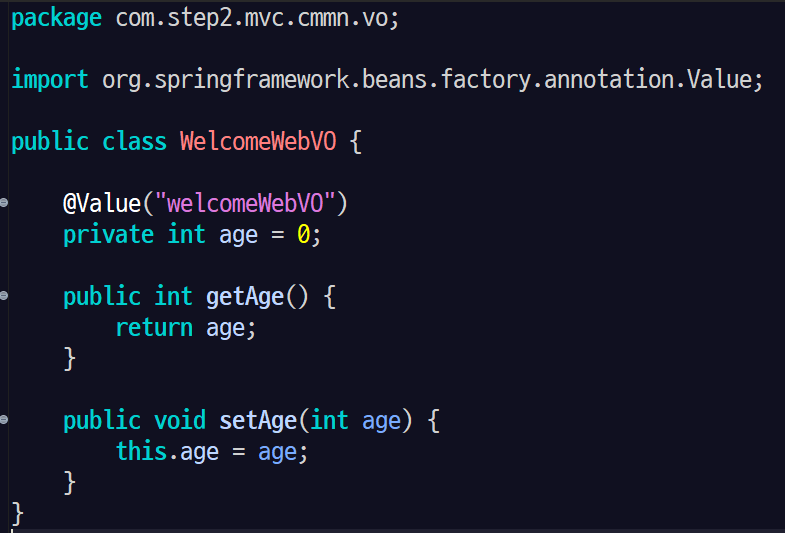 package com.step2.mvc.cmmn.vo;
import org.springframework.beans.factory.annotation.Value;
public class WelcomeWebVO {
@Value("welcomeWebVO")
private int age = 0;
public int getAge() {
return age;
}
public void setAge(int age) {
this.age = age;
}
}